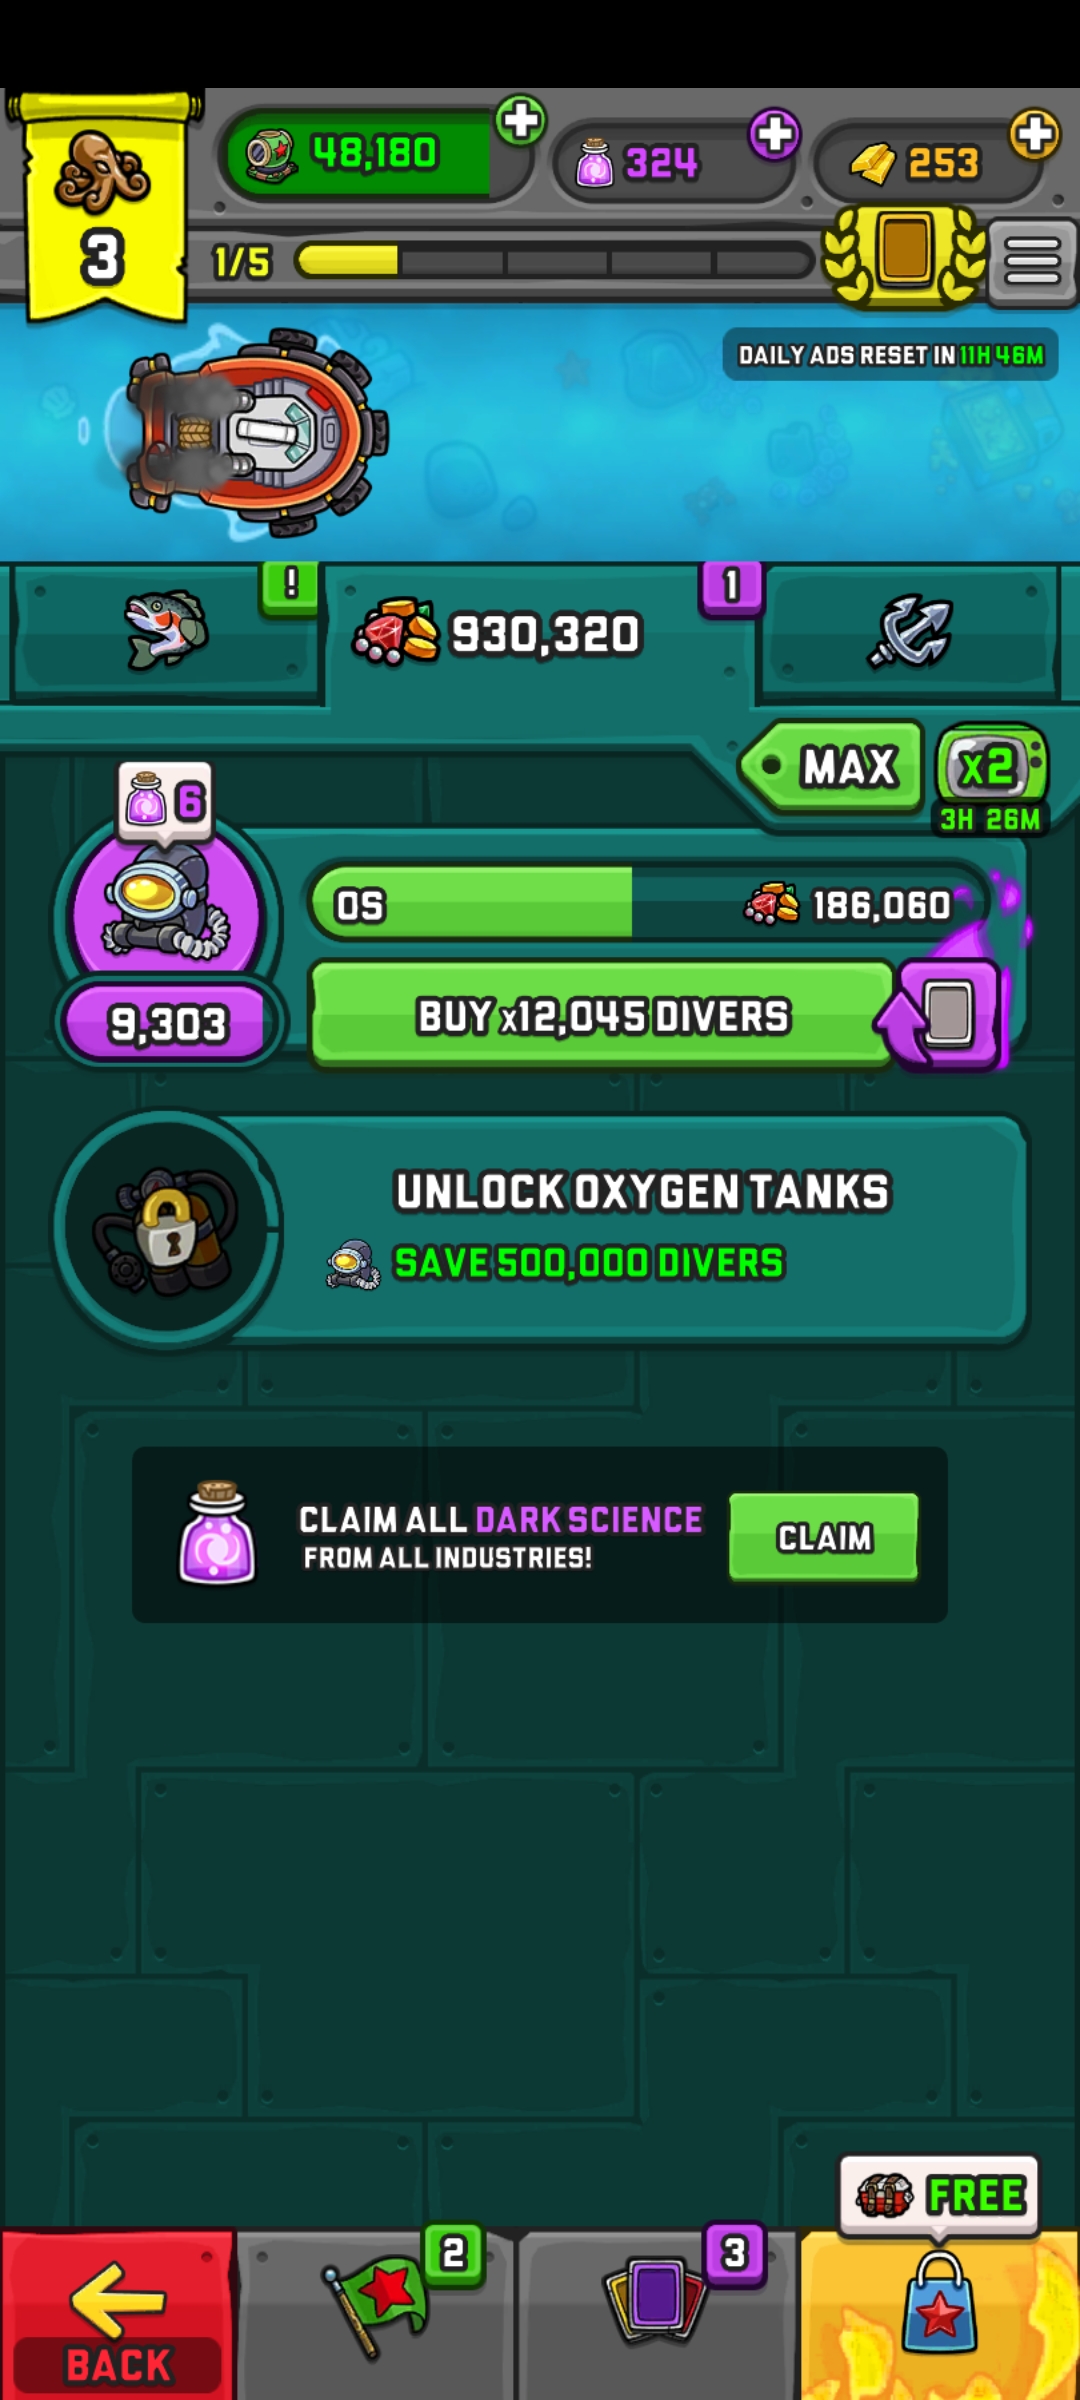 48,180
324
253
3
1/5
DAILY ADS RESET IN 11H 46M
!
930,320
1
MAX
x2
3H 26M
6
0S
186,060
9,303
BUY x12,045 DIVERS
UNLOCK OXYGEN TANKS
SAVE 500,000 DIVERS
CLAIM ALL DARK SCIENCE
FROM ALL INDUSTRIES!
CLAIM
FREE
2
3
BACK